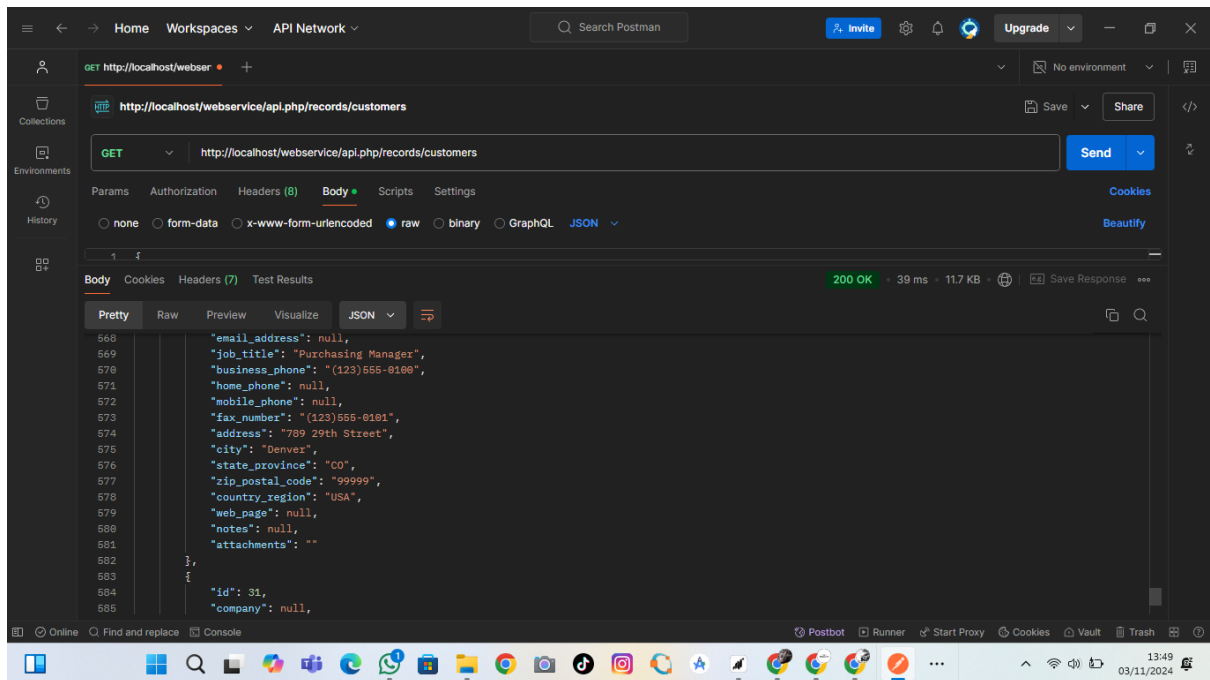 Home Workspaces API Network Search Postman Invite Upgrade
GET http://localhost/webser No environment
http://localhost/webservice/api.php/records/customers Save Share
Collections
GET http://localhost/webservice/api.php/records/customers Send
Environments
Params Authorization Headers (8) Body Scripts Settings Cookies
History
none form-data x-www-form-urlencoded raw binary GraphQL JSON Beautify
1 {
Body Cookies Headers (7) Test Results 200 OK 39 ms 11.7 KB Save Response
Pretty Raw Preview Visualize JSON
568 "email_address": null,
569 "job_title": "Purchasing Manager",
570 "business_phone": "(123)555-0100",
571 "home_phone": null,
572 "mobile_phone": null,
573 "fax_number": "(123)555-0101",
574 "address": "789 29th Street",
575 "city": "Denver",
576 "state_province": "CO",
577 "zip_postal_code": "99999",
578 "country_region": "USA",
579 "web_page": null,
580 "notes": null,
581 "attachments": ""
582 },
583 {
584 "id": 31,
585 "company": null,
Online Find and replace Console Postbot Runner Start Proxy Cookies Vault Trash
1
13:49
03/11/2024